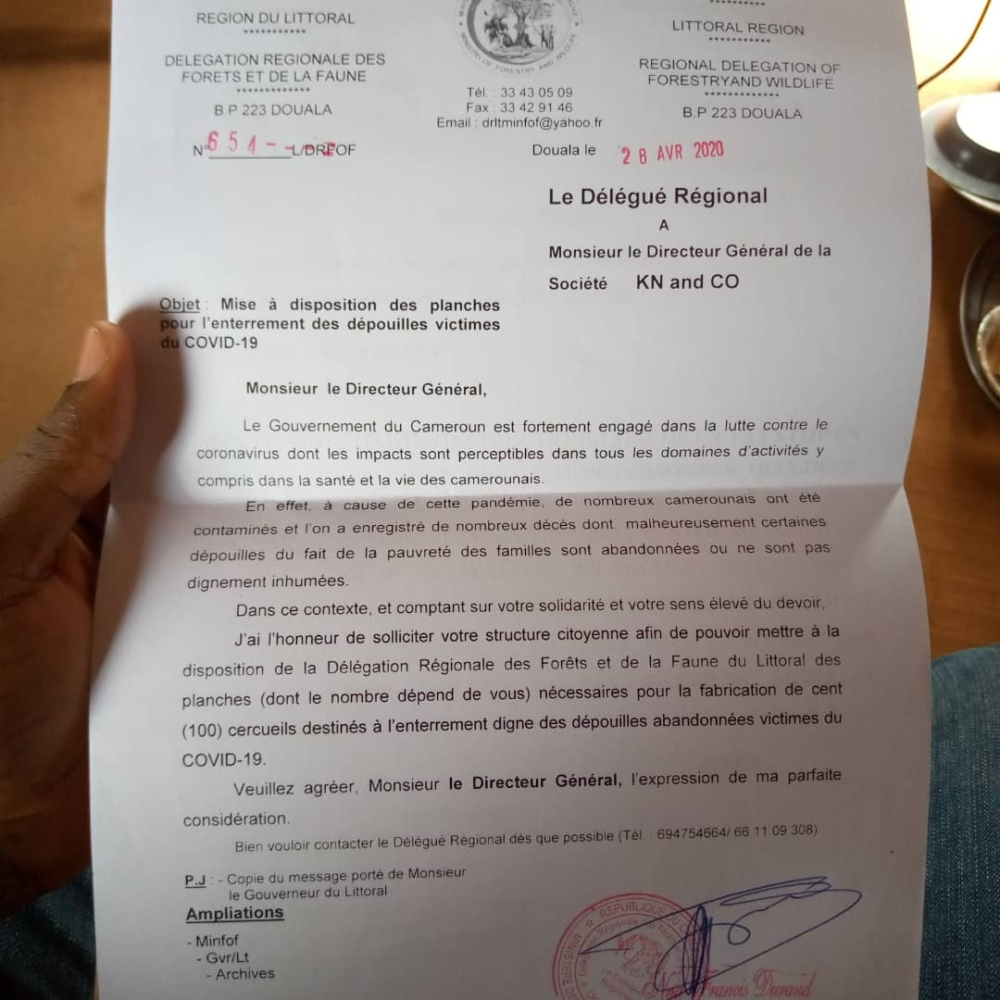 REGION DU LITTORAL
***********
DELEGATION REGIONALE DES
FORETS ET DE LA FAUNE
*************
B.P 223 DOUALA
N° 654-- L/DRFOF
MINISTRY OF FORESTRY AND WILDLIFE
Tél. : 33 43 05 09
Fax : 33 42 91 46
Email : drltminfof@yahoo.fr
**********
LITTORAL REGION
***********
REGIONAL DELEGATION OF
FORESTRYAND WILDLIFE
*************
B.P 223 DOUALA
Douala le 28 AVR 2020
Le Délégué Régional
A
Monsieur le Directeur Général de la
Société KN and CO
Objet : Mise à disposition des planches
pour l'enterrement des dépouilles victimes
du COVID-19
Monsieur le Directeur Général,
Le Gouvernement du Cameroun est fortement engagé dans la lutte contre le
coronavirus dont les impacts sont perceptibles dans tous les domaines d'activités y
compris dans la santé et la vie des camerounais.
En effet, à cause de cette pandémie, de nombreux camerounais ont été
contaminés et l'on a enregistré de nombreux décès dont malheureusement certaines
dépouilles du fait de la pauvreté des familles sont abandonnées ou ne sont pas
dignement inhumées.
Dans ce contexte, et comptant sur votre solidarité et votre sens élevé du devoir,
J'ai l'honneur de solliciter votre structure citoyenne afin de pouvoir mettre à la
disposition de la Délégation Régionale des Forêts et de la Faune du Littoral des
planches (dont le nombre dépend de vous) nécessaires pour la fabrication de cent
(100) cercueils destinés à l'enterrement digne des dépouilles abandonnées victimes du
COVID-19.
Veuillez agréer, Monsieur le Directeur Général, l'expression de ma parfaite
considération.
Bien vouloir contacter le Délégué Régional dès que possible (Tél. : 694754664/ 66 11 09 308)
P.J : - Copie du message porté de Monsieur
le Gouverneur du Littoral
Ampliations
- Minfof
- Gvr/Lt
- Archives
REPUBLIQUE DU
MINISTERE
Régionale des
Francis Durand